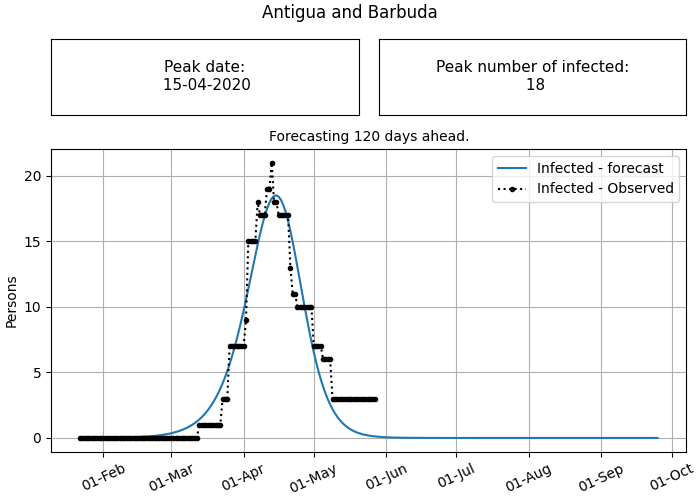 Antigua and Barbuda
Peak date:
15-04-2020
Peak number of infected:
18
Forecasting 120 days ahead.
Infected - forecast
Infected - Observed
Persons
20
15
10
5
0
01-Feb
01-Mar
01-Apr
01-May
01-Jun
01-Jul
01-Aug
01-Sep
01-Oct